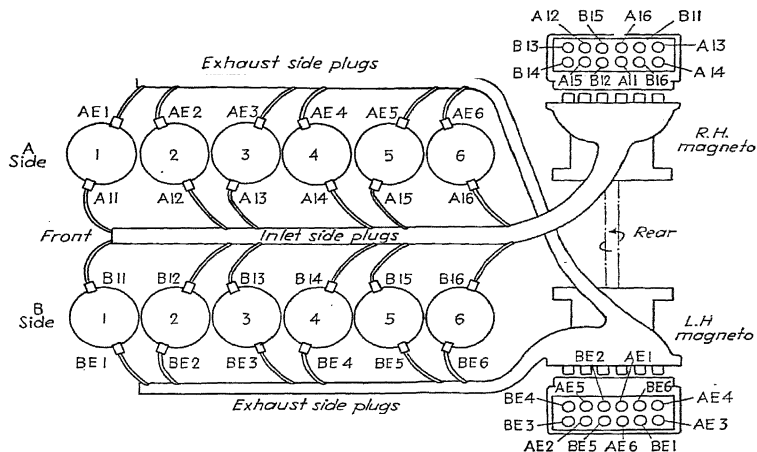 A12 B15 A16 B11
B13 A13
B14 A14
A15 B12 A11 B16
R.H. magneto
Exhaust side plugs
AE1 AE2 AE3 AE4 AE5 AE6
A Side
1 2 3 4 5 6
A11 A12 A13 A14 A15 A16
Front
Inlet side plugs
Rear
B11 B12 B13 B14 B15 B16
B Side
1 2 3 4 5 6
BE1 BE2 BE3 BE4 BE5 BE6
Exhaust side plugs
L.H magneto
BE2 AE1
AE5 BE6
BE4 AE4
BE3 AE3
AE2 BE5 AE6 BE1